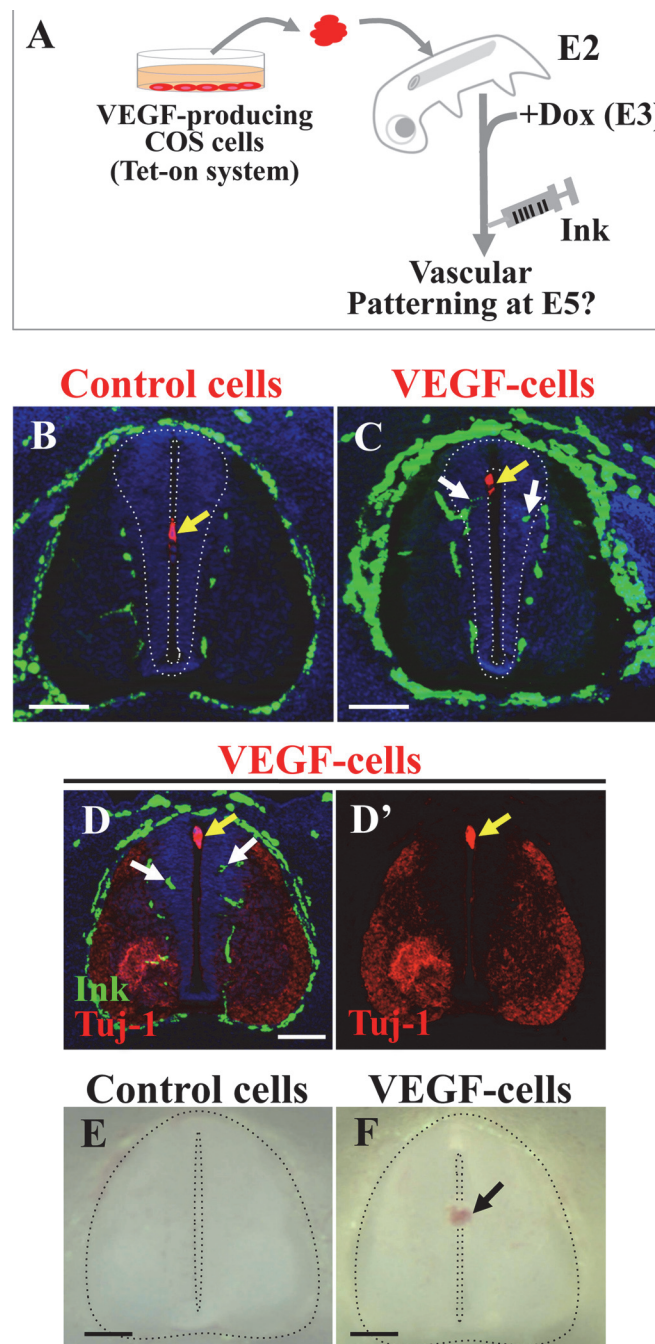 A
E2
VEGF-producing
COS cells
(Tet-on system)
+Dox (E3)
Ink
Vascular
Patterning at E5?
Control cells
VEGF-cells
B
C
VEGF-cells
D
D’
Ink
Tuj-1
Tuj-1
Control cells
VEGF-cells
E
F